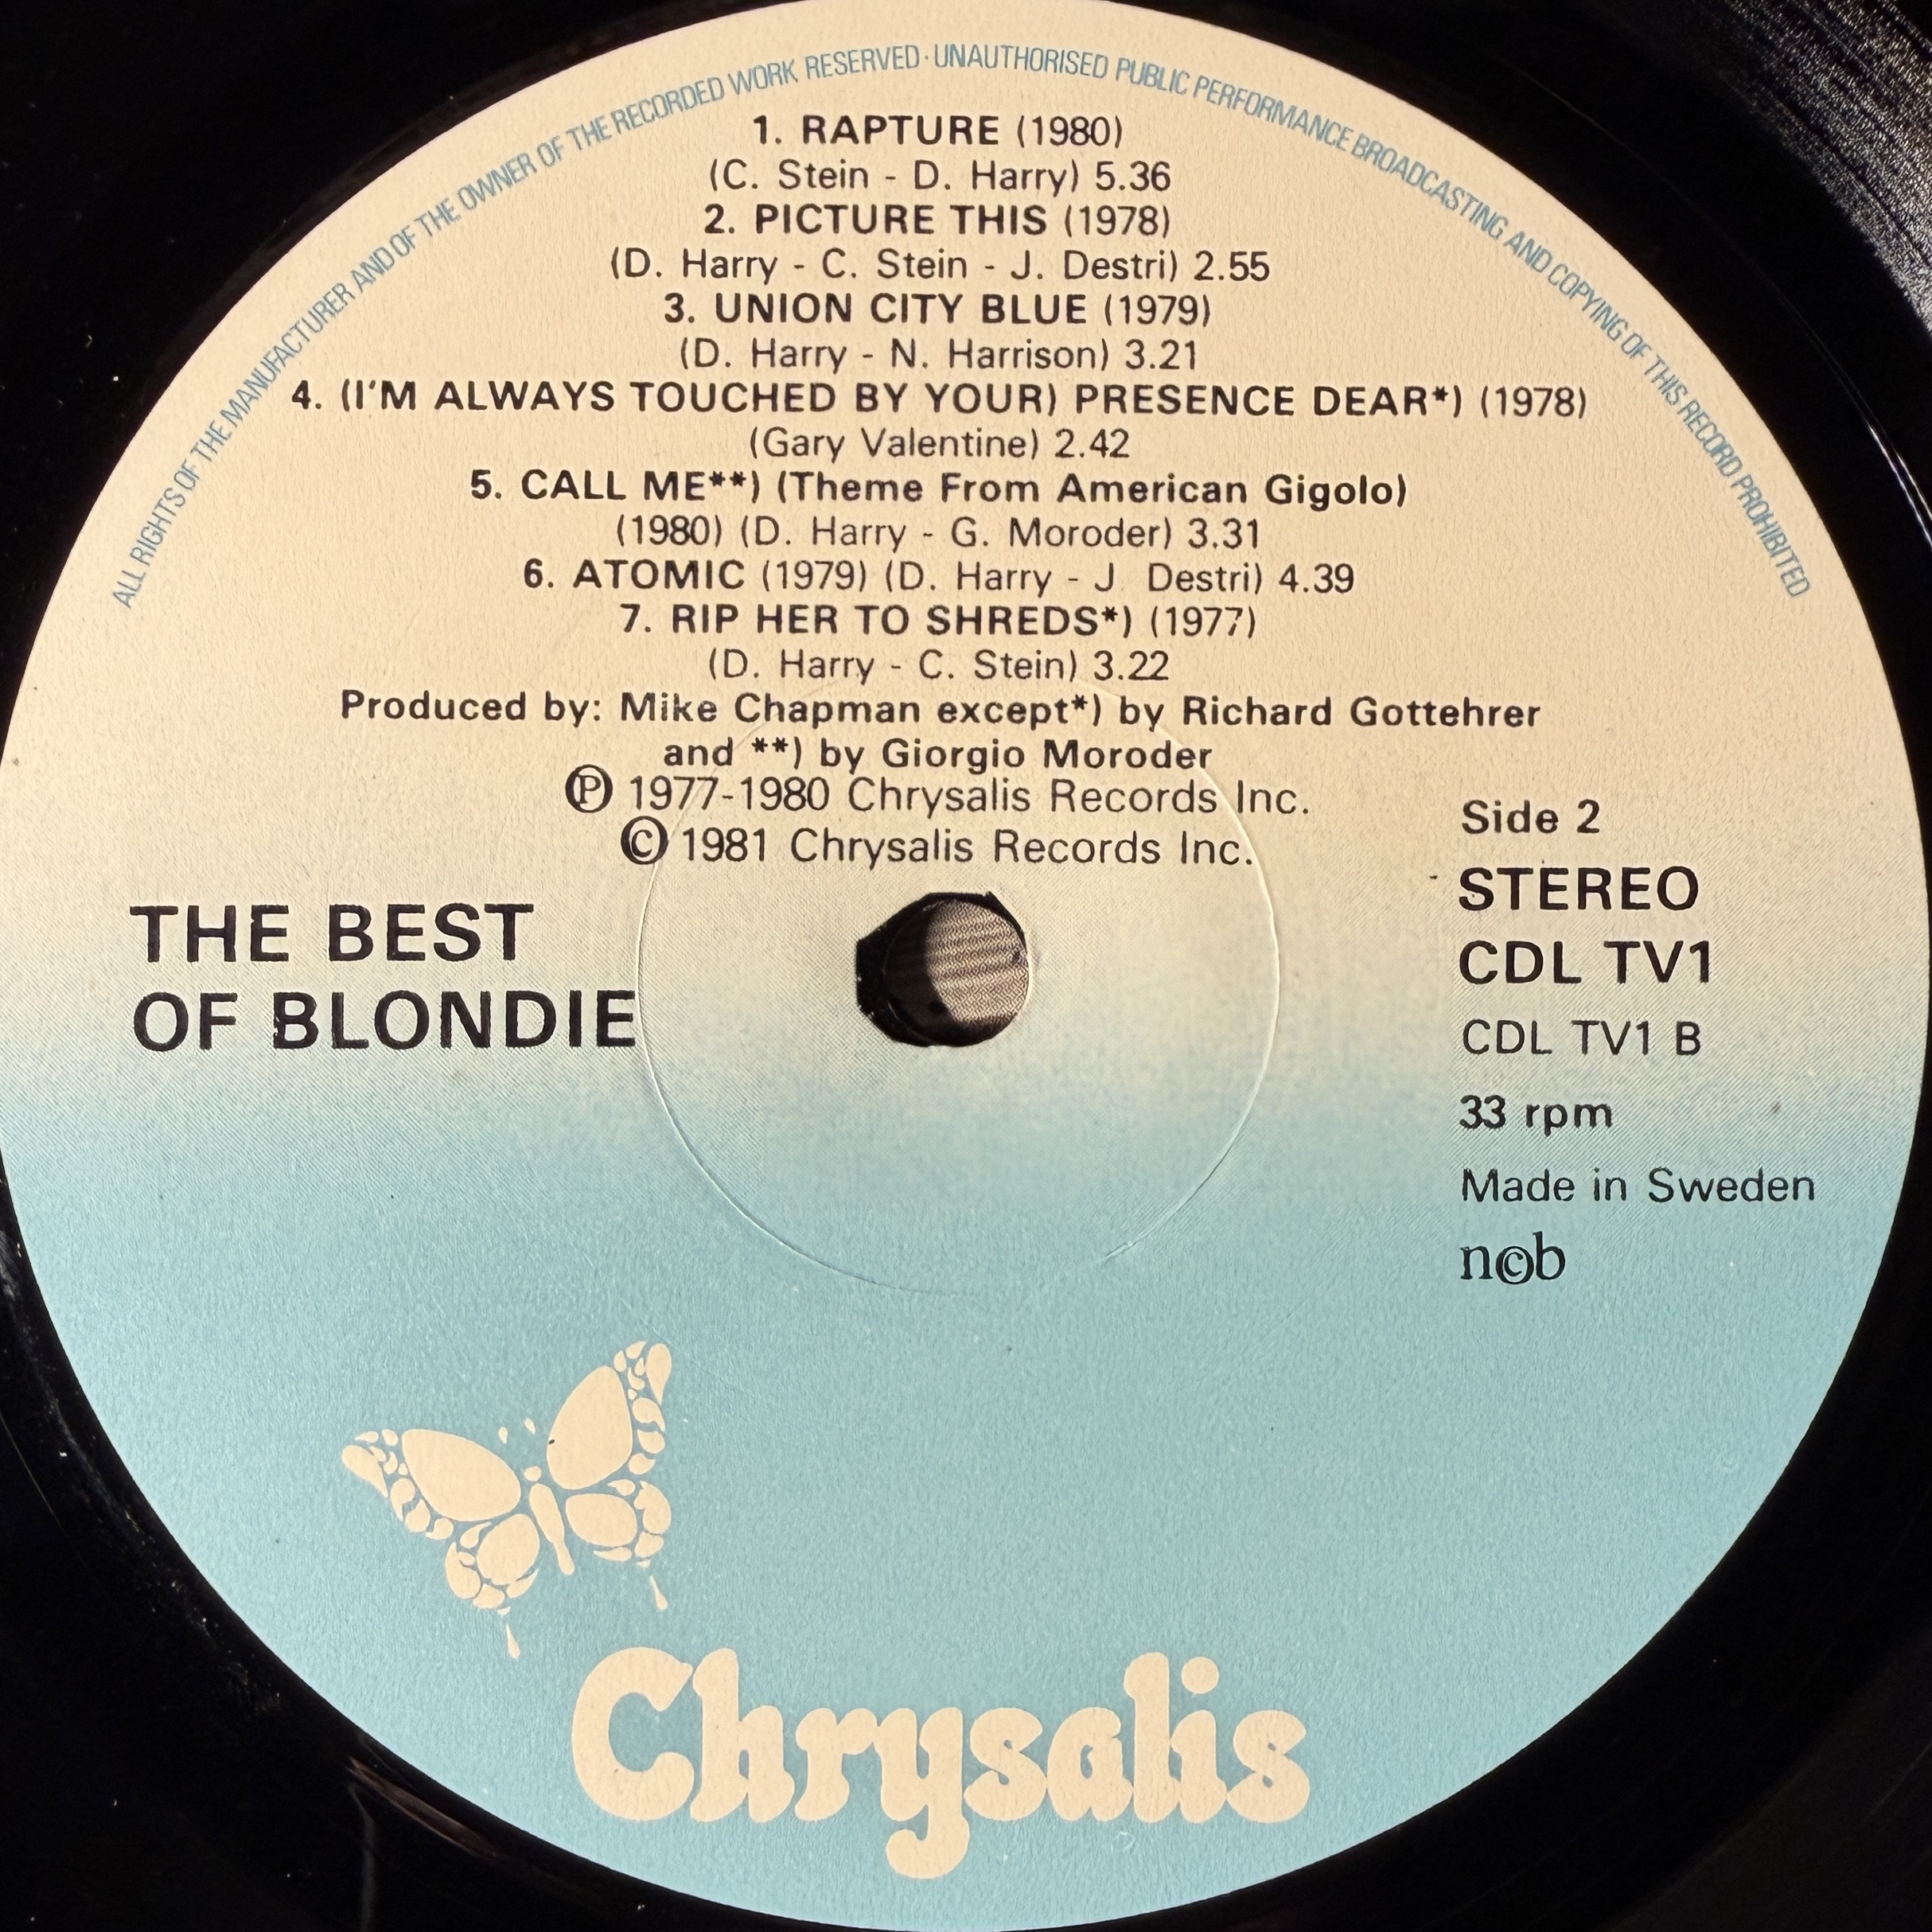 ALL RIGHTS OF THE MANUFACTURER AND OF THE OWNER OF THE RECORDED WORK RESERVED · UNAUTHORISED PUBLIC PERFORMANCE BROADCASTING AND COPYING OF THIS RECORD PROHIBITED
1. RAPTURE (1980)
(C. Stein - D. Harry) 5.36
2. PICTURE THIS (1978)
(D. Harry - C. Stein - J. Destri) 2.55
3. UNION CITY BLUE (1979)
(D. Harry - N. Harrison) 3.21
4. (I'M ALWAYS TOUCHED BY YOUR) PRESENCE DEAR*) (1978)
(Gary Valentine) 2.42
5. CALL ME**) (Theme From American Gigolo)
(1980) (D. Harry - G. Moroder) 3.31
6. ATOMIC (1979) (D. Harry - J Destri) 4.39
7. RIP HER TO SHREDS*) (1977)
(D. Harry - C. Stein) 3.22
Produced by: Mike Chapman except*) by Richard Gottehrer
and **) by Giorgio Moroder
Ⓟ 1977-1980 Chrysalis Records Inc.
© 1981 Chrysalis Records Inc.
THE BEST
OF BLONDIE
Side 2
STEREO
CDL TV1
CDL TV1 B
33 rpm
Made in Sweden
n©b
Chrysalis